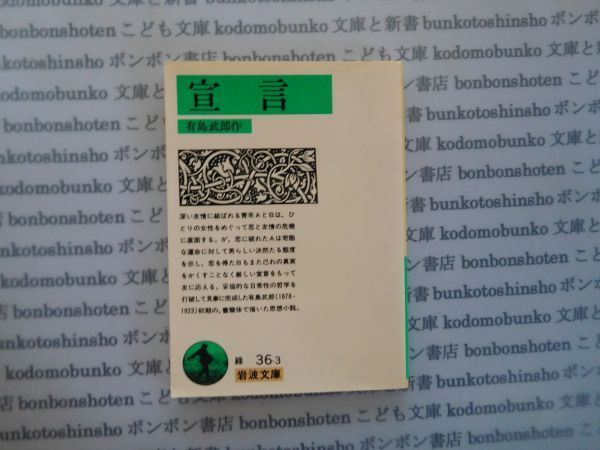 bonbonshoten こども文庫 kodomobunko 文庫と新書 bunkotoshinsho ボンボン書店
宣言
有島武郎作
深い友情に結ばれる青年AとBは、ひ
とりの女性をめぐって恋と友情の危機
に直面する。が、恋に破れたAは苛酷
な運命に対して男らしい決然たる態度
を示し、恋を得たBもまた己れの真実
をかくすことなく厳しい宣言をもって
友に応える。妥協的な日常性の哲学を
打破して見事に完成した有島武郎(1878-
1923)初期の、書簡体で描いた思想小説。
緑 36-3
岩波文庫